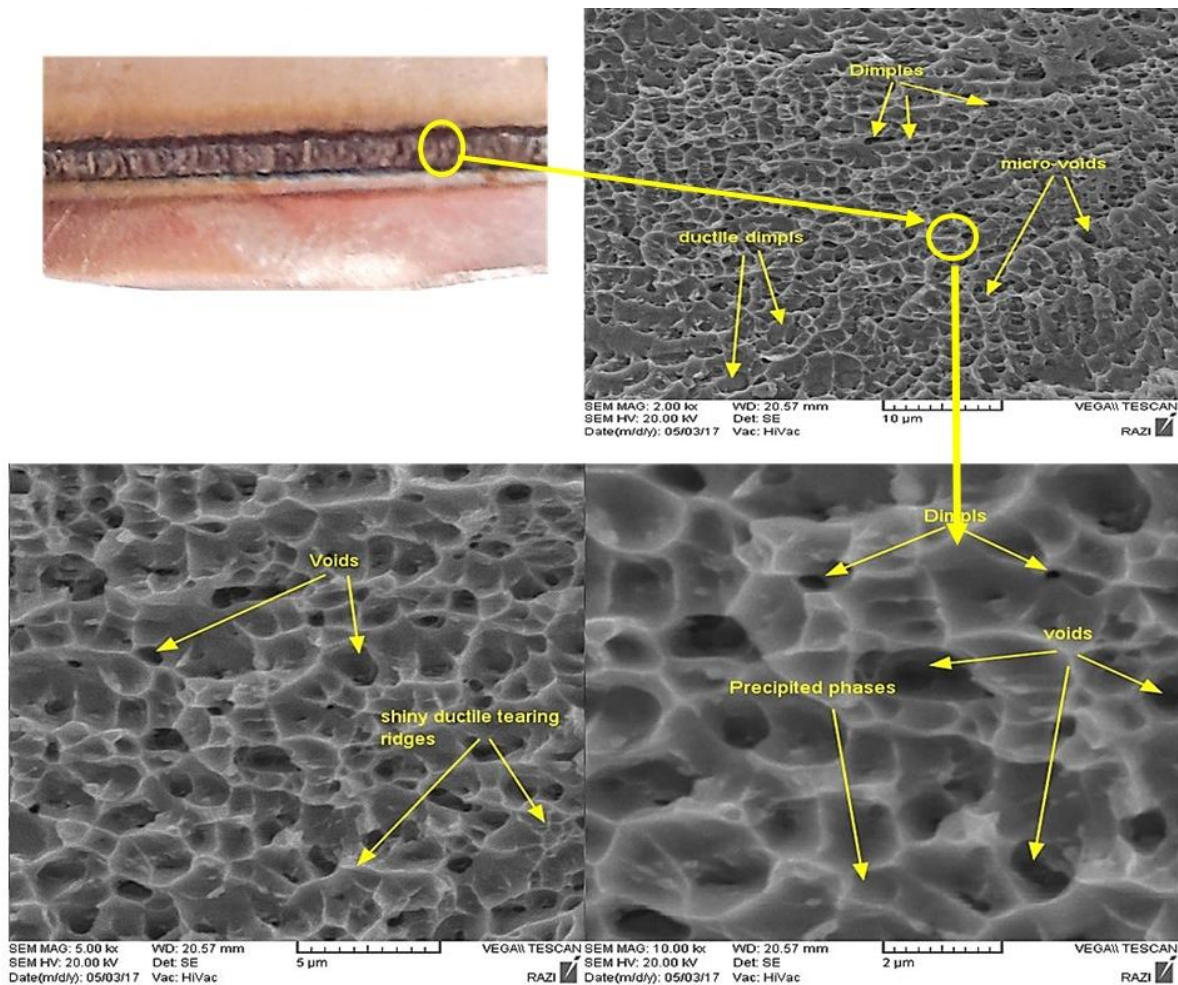 Dimples
micro-voids
ductile dimpls
SEM MAG: 2.00 kx WD: 20.57 mm
SEM HV: 20.00 kV Det: SE 10 µm VEGA\\ TESCAN
Date(m/d/y): 05/03/17 Vac: HiVac RAZI
Voids
shiny ductile tearing
ridges
SEM MAG: 5.00 kx WD: 20.57 mm
SEM HV: 20.00 kV Det: SE 5 µm VEGA\\ TESCAN
Date(m/d/y): 05/03/17 Vac: HiVac RAZI
Dimpls
voids
Precipited phases
SEM MAG: 10.00 kx WD: 20.57 mm
SEM HV: 20.00 kV Det: SE 2 µm VEGA\\ TESCAN
Date(m/d/y): 05/03/17 Vac: HiVac RAZI